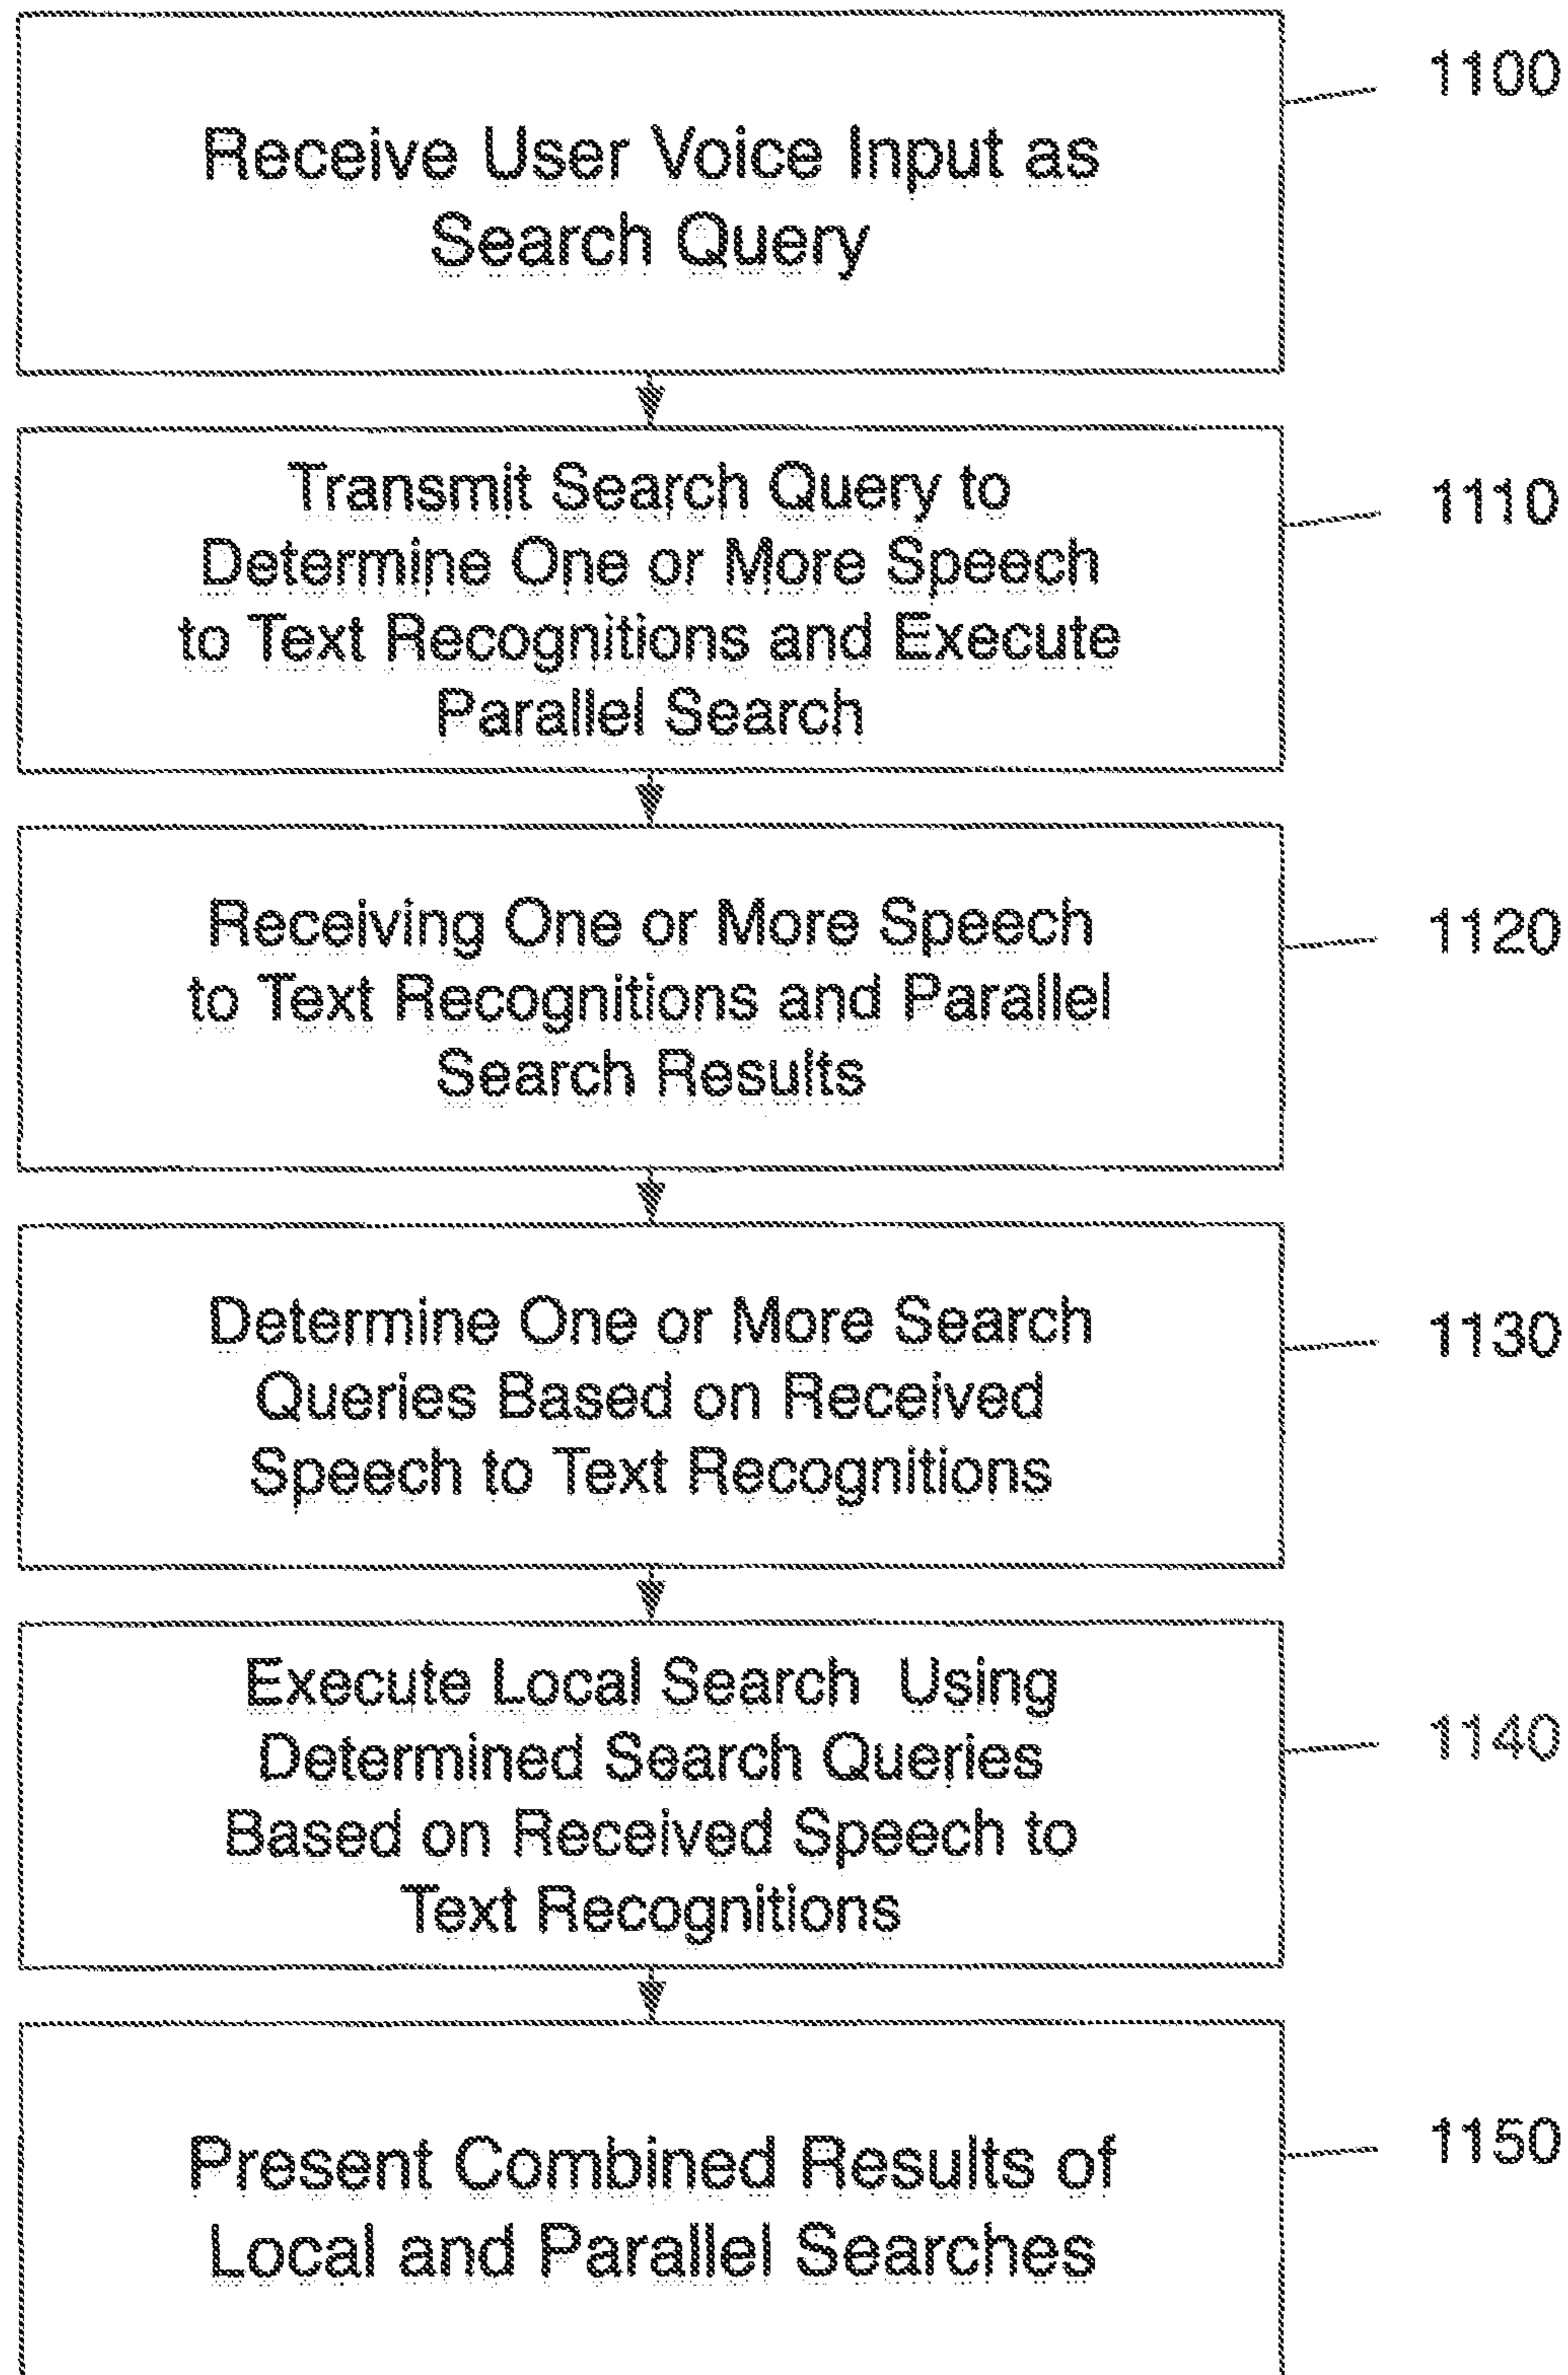 1100
Receive User Voice Input as
Search Query
1110
Transmit Search Query to
Determine One or More Speech
to Text Recognitions and Execute
Parallel Search
1120
Receiving One or More Speech
to Text Recognitions and Parallel
Search Results
1130
Determine One or More Search
Queries Based on Received
Speech to Text Recognitions
1140
Execute Local Search Using
Determined Search Queries
Based on Received Speech to
Text Recognitions
1150
Present Combined Results of
Local and Parallel Searches